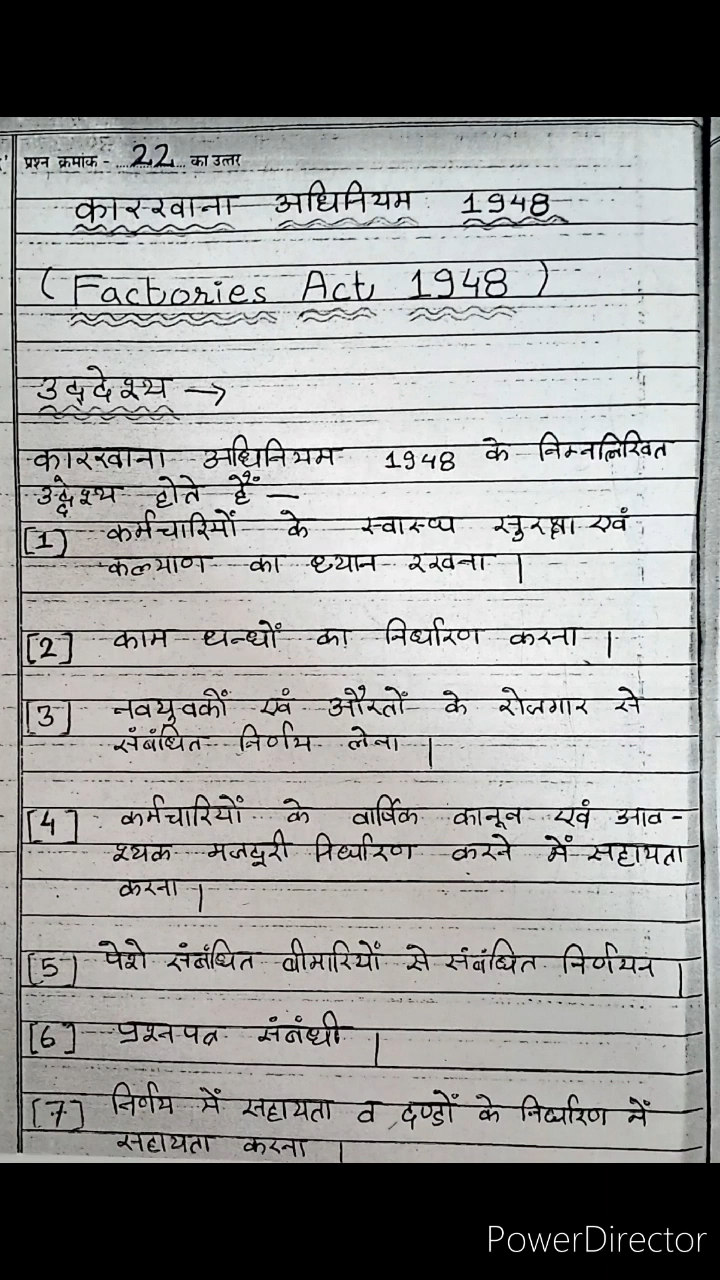 प्रश्न क्रमांक - 22 का उत्तर
कारखाना अधिनियम 1948
(Factories Act 1948)
उद्देश्य →
कारखाना अधिनियम 1948 के निम्नलिखित
उद्देश्य होते हैं —
[1] कर्मचारियों के स्वास्थ्य सुरक्षा एवं
कल्याण का ध्यान रखना |
[2] काम धन्धों का निर्धारण करना |
[3] नवयुवकों एवं औरतों के रोजगार से
संबंधित निर्णय लेना |
[4] कर्मचारियों के वार्षिक कानून एवं आव-
श्यक मजदूरी निर्धारण करने में सहायता
करना |
[5] पेशे संबंधित बीमारियों से संबंधित निर्णयन |
[6] प्रश्नपत्र संबंधी |
[7] निर्णय में सहायता व दण्डों के निर्धारण में
सहायता करना |
PowerDirector